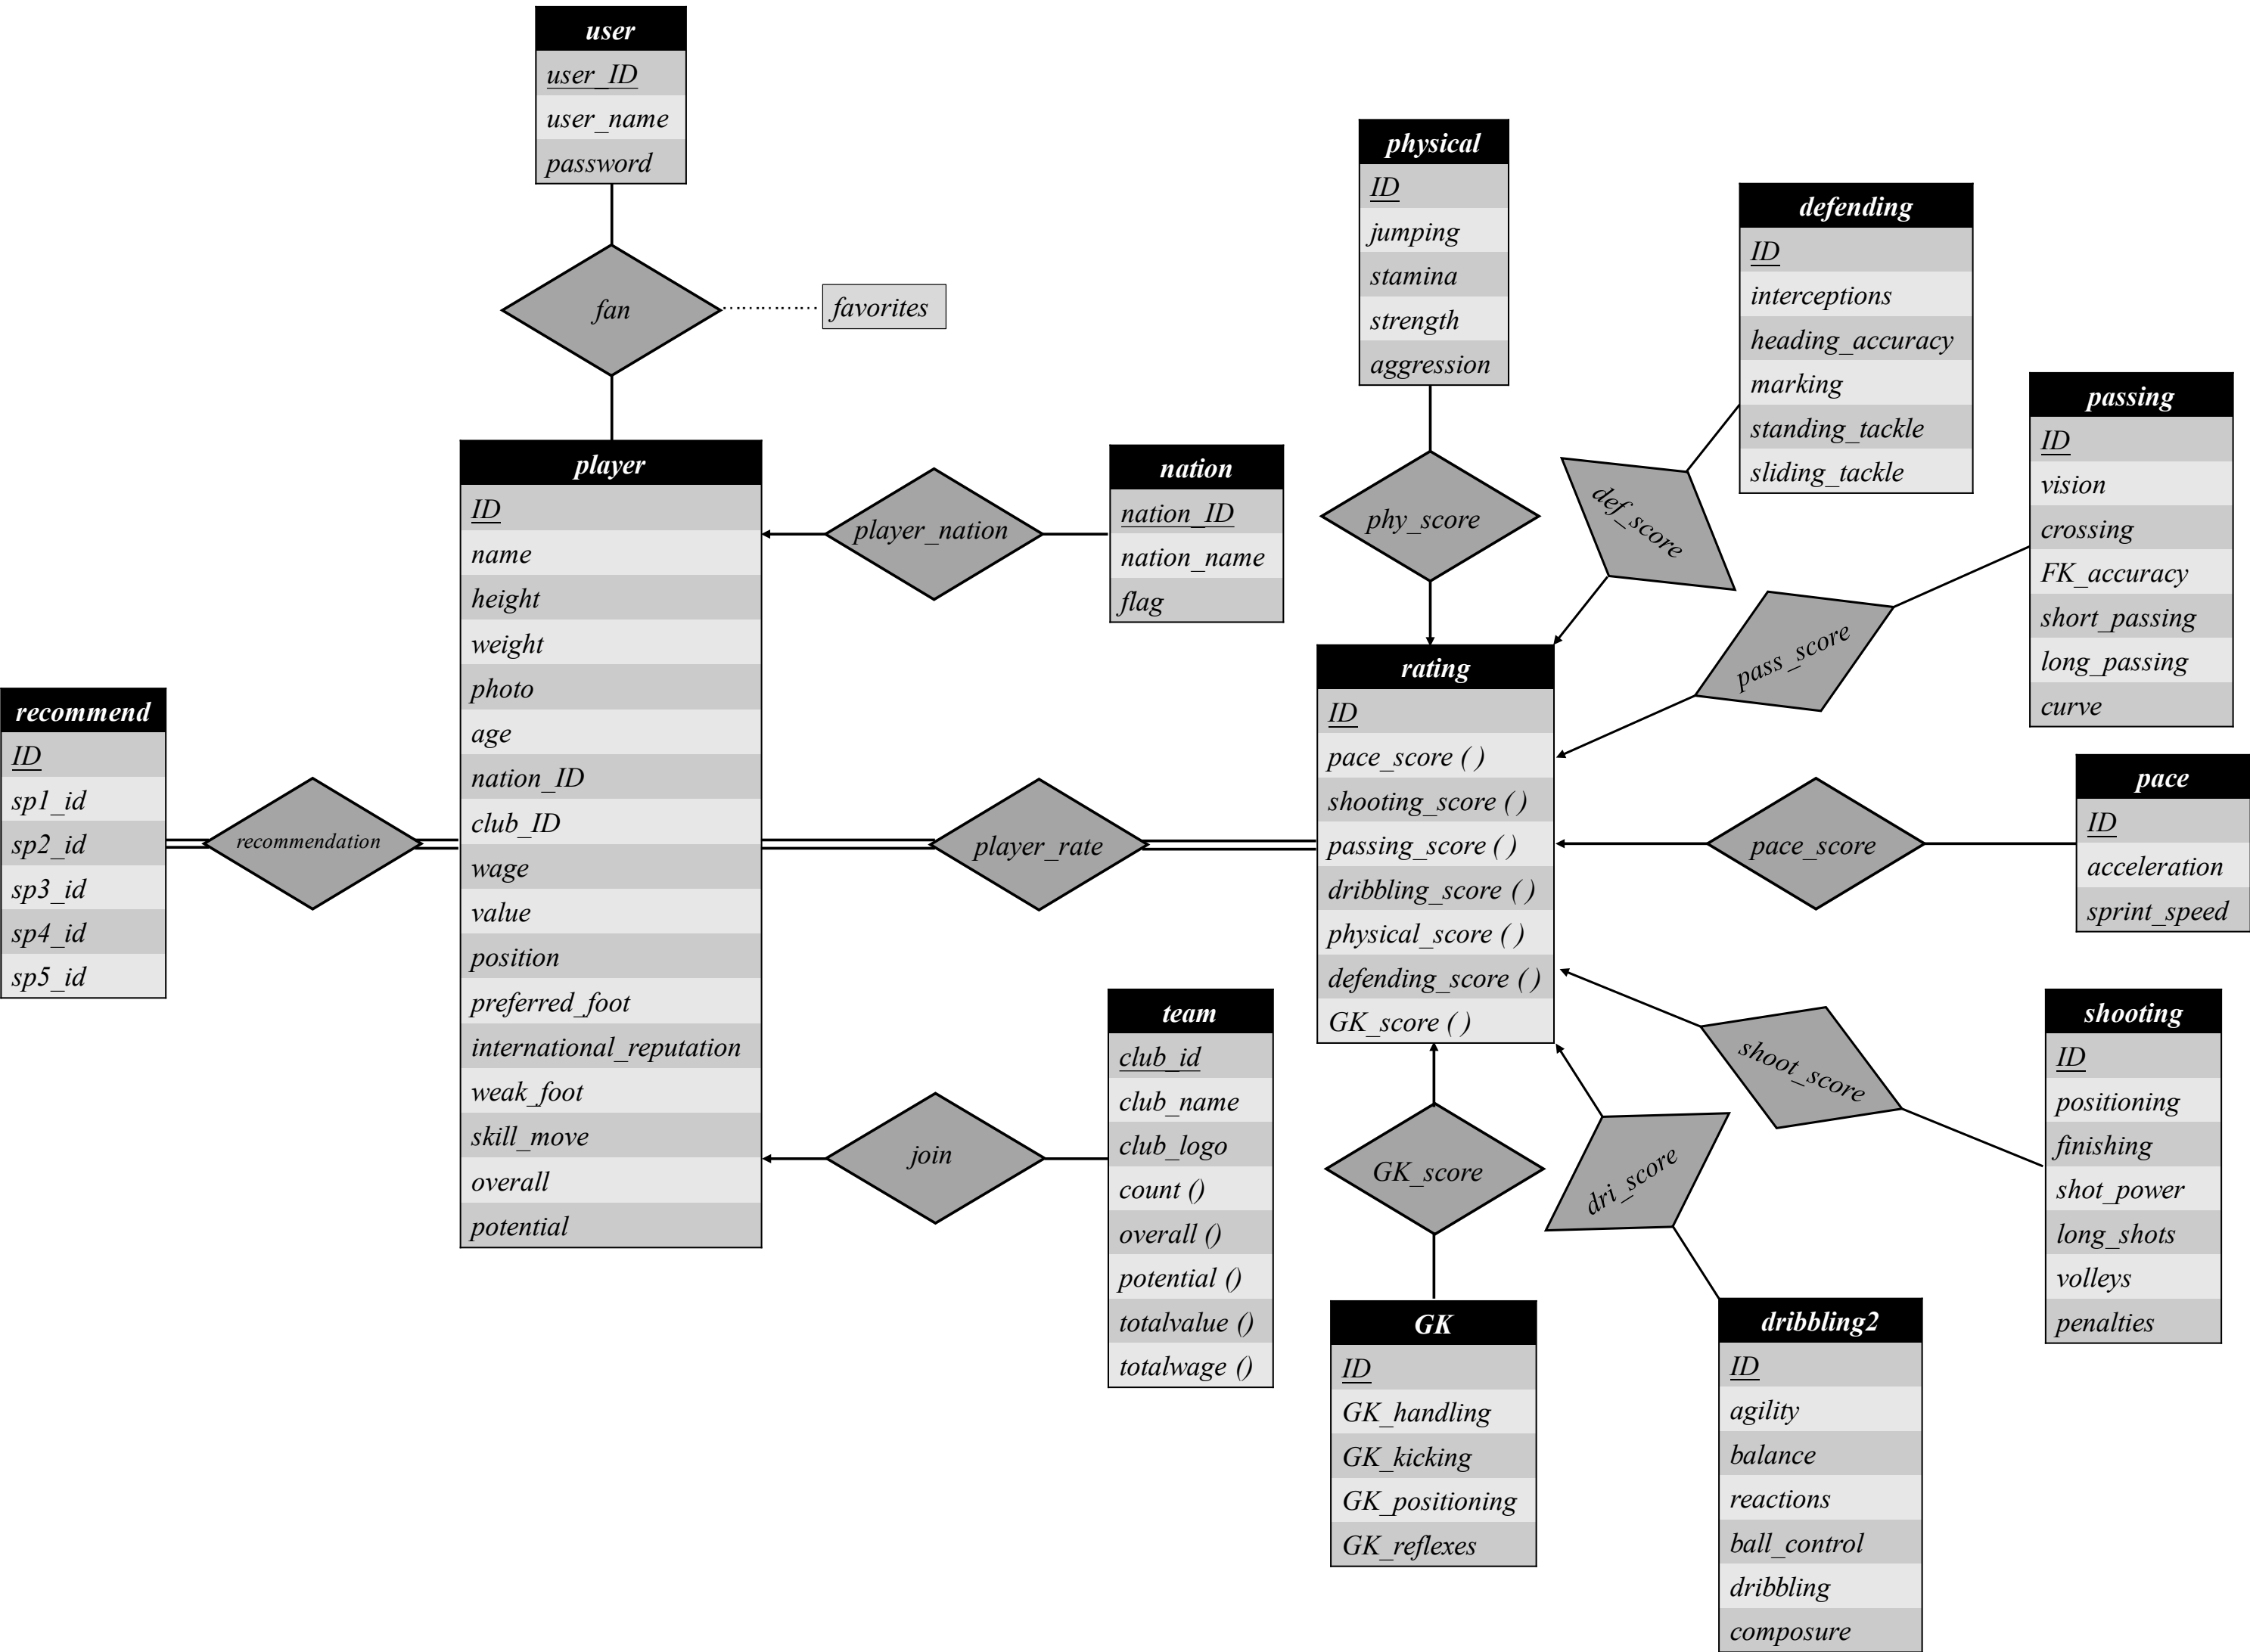 user
user_ID
user_name
password
fan
favorites
player
ID
name
height
weight
photo
age
nation_ID
club_ID
wage
value
position
preferred_foot
international_reputation
weak_foot
skill_move
overall
potential
recommend
ID
sp1_id
sp2_id
sp3_id
sp4_id
sp5_id
recommendation
player_nation
nation
nation_ID
nation_name
flag
player_rate
join
team
club_id
club_name
club_logo
count ()
overall ()
potential ()
totalvalue ()
totalwage ()
physical
ID
jumping
stamina
strength
aggression
phy_score
defending
ID
interceptions
heading_accuracy
marking
standing_tackle
sliding_tackle
def_score
passing
ID
vision
crossing
FK_accuracy
short_passing
long_passing
curve
pass_score
rating
ID
pace_score ( )
shooting_score ( )
passing_score ( )
dribbling_score ( )
physical_score ( )
defending_score ( )
GK_score ( )
pace_score
pace
ID
acceleration
sprint_speed
shoot_score
shooting
ID
positioning
finishing
shot_power
long_shots
volleys
penalties
GK_score
GK
ID
GK_handling
GK_kicking
GK_positioning
GK_reflexes
dri_score
dribbling2
ID
agility
balance
reactions
ball_control
dribbling
composure